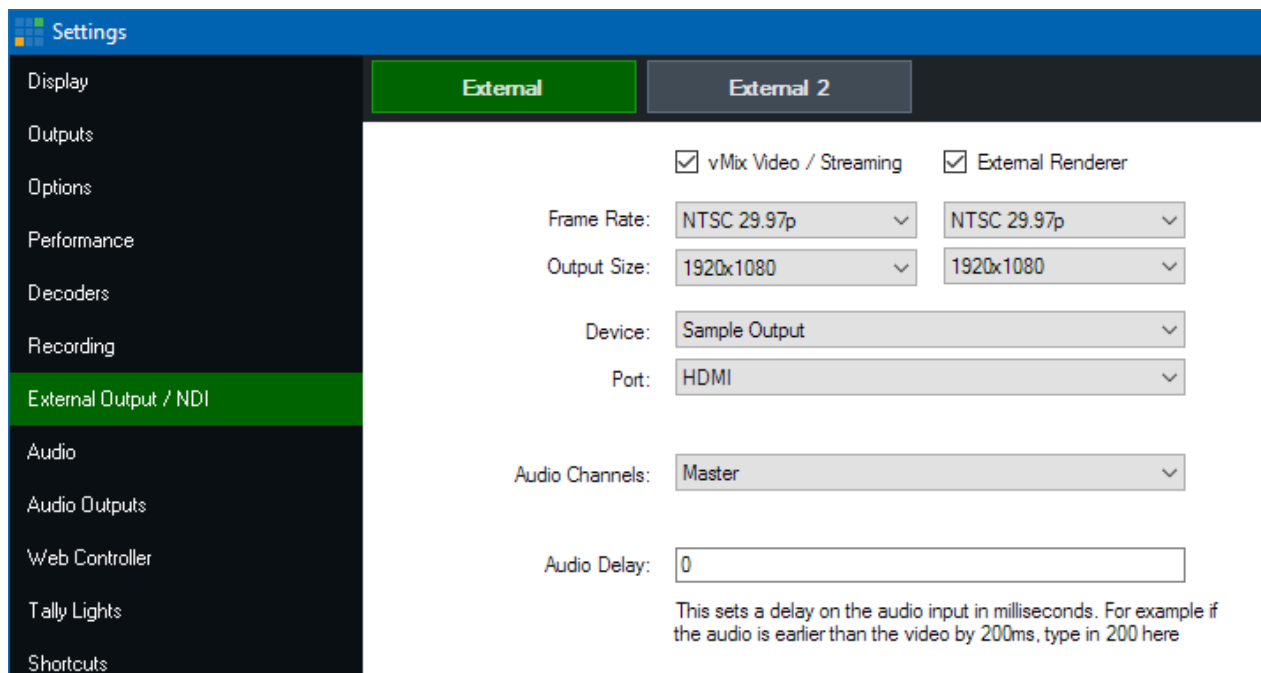 Settings
Display
Outputs
Options
Performance
Decoders
Recording
External Output / NDI
Audio
Audio Outputs
Web Controller
Tally Lights
Shortcuts
External External 2
vMix Video / Streaming External Renderer
Frame Rate: NTSC 29.97p NTSC 29.97p
Output Size: 1920x1080 1920x1080
Device: Sample Output
Port: HDMI
Audio Channels: Master
Audio Delay: 0
This sets a delay on the audio input in milliseconds. For example if
the audio is earlier than the video by 200ms, type in 200 here